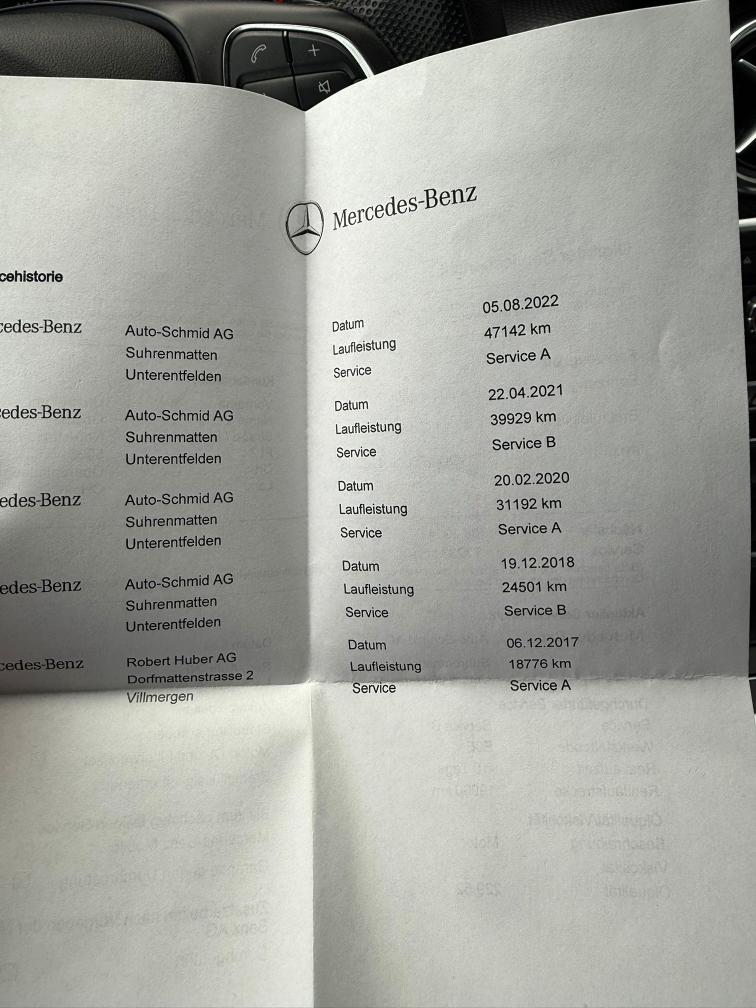 Mercedes-Benz
cehistorie
cedes-Benz Auto-Schmid AG
Suhrenmatten
Unterentfelden
Datum 05.08.2022
Laufleistung 47142 km
Service Service A
edes-Benz Auto-Schmid AG
Suhrenmatten
Unterentfelden
Datum 22.04.2021
Laufleistung 39929 km
Service Service B
edes-Benz Auto-Schmid AG
Suhrenmatten
Unterentfelden
Datum 20.02.2020
Laufleistung 31192 km
Service Service A
edes-Benz Auto-Schmid AG
Suhrenmatten
Unterentfelden
Datum 19.12.2018
Laufleistung 24501 km
Service Service B
cedes-Benz Robert Huber AG
Dorfmattenstrasse 2
Villmergen
Datum 06.12.2017
Laufleistung 18776 km
Service Service A